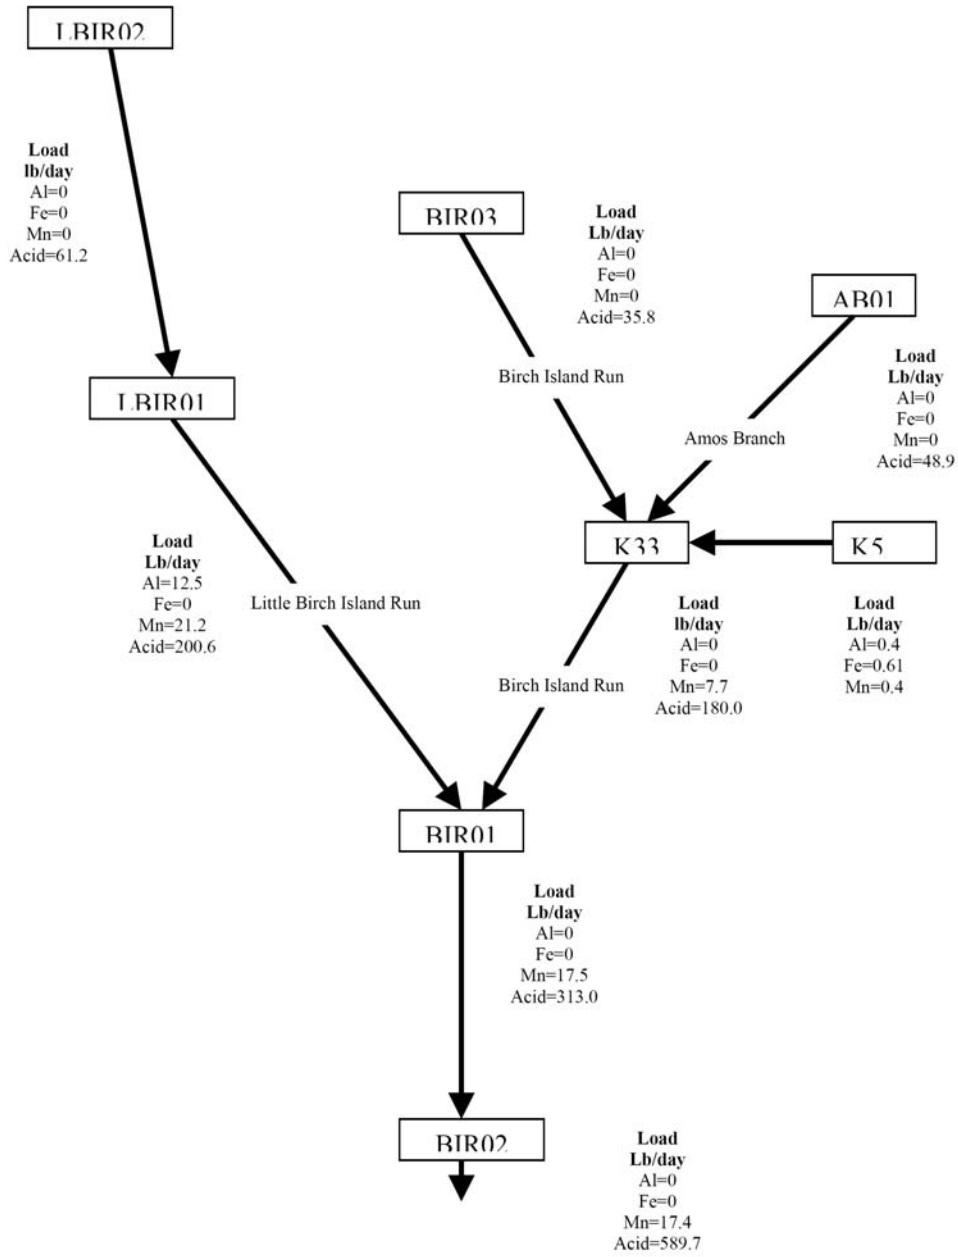 LBIR02
Load
lb/day
Al=0
Fe=0
Mn=0
Acid=61.2
BIR03
Load
Lb/day
Al=0
Fe=0
Mn=0
Acid=35.8
AB01
Load
Lb/day
Al=0
Fe=0
Mn=0
Acid=48.9
Birch Island Run
Amos Branch
LBIR01
K33
K5
Load
Lb/day
Al=12.5
Fe=0
Mn=21.2
Acid=200.6
Little Birch Island Run
Birch Island Run
Load
lb/day
Al=0
Fe=0
Mn=7.7
Acid=180.0
Load
Lb/day
Al=0.4
Fe=0.61
Mn=0.4
BIR01
Load
Lb/day
Al=0
Fe=0
Mn=17.5
Acid=313.0
BIR02
Load
Lb/day
Al=0
Fe=0
Mn=17.4
Acid=589.7